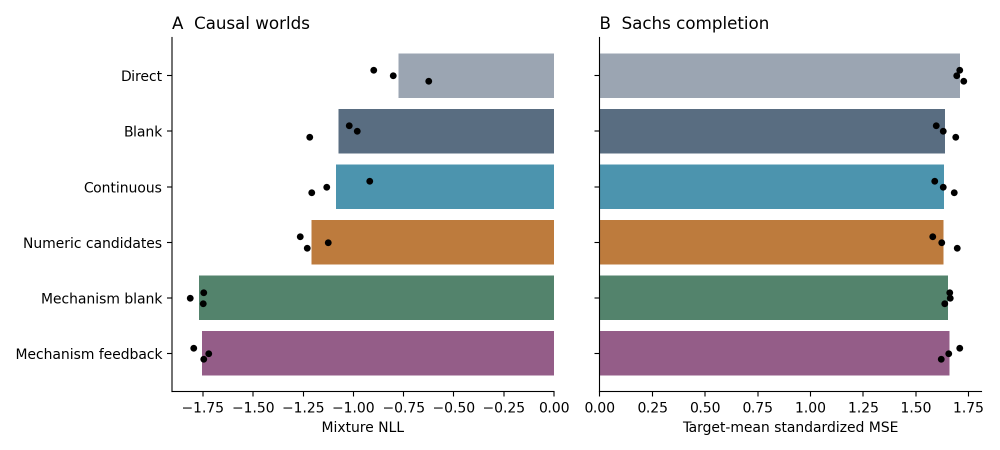 A  Causal worlds
B  Sachs completion
Direct
Blank
Continuous
Numeric candidates
Mechanism blank
Mechanism feedback
−1.75 −1.50 −1.25 −1.00 −0.75 −0.50 −0.25 0.00
0.00 0.25 0.50 0.75 1.00 1.25 1.50 1.75
Mixture NLL
Target-mean standardized MSE